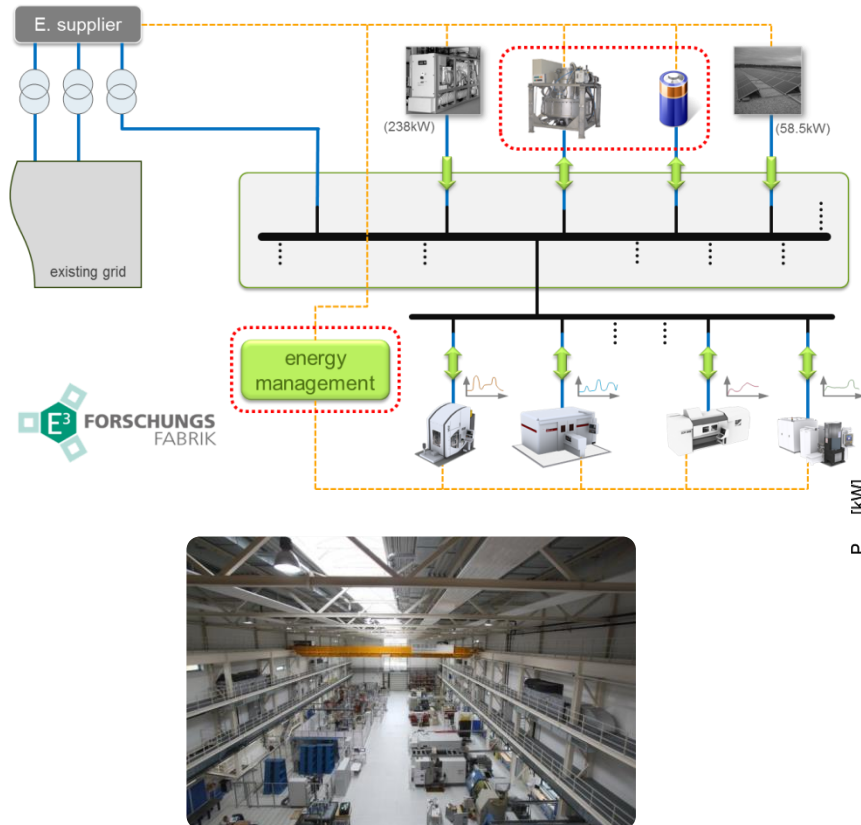 E. supplier
(238kW)
(58.5kW)
existing grid
energy
management
E³ FORSCHUNGS
FABRIK
P [kW]